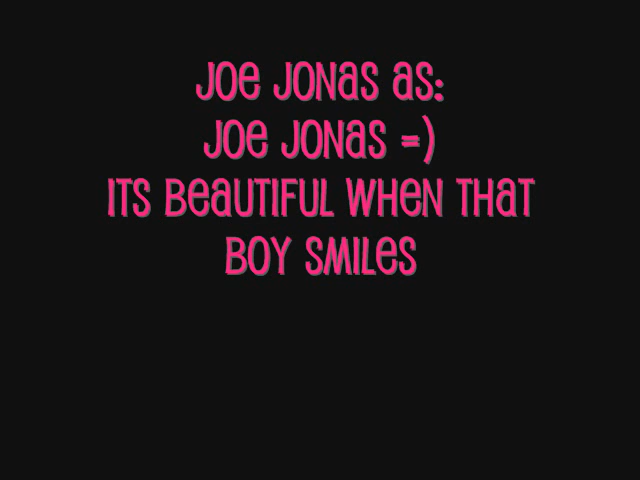 Joe Jonas as:
Joe Jonas =)
Its Beautiful when that
boy smiles